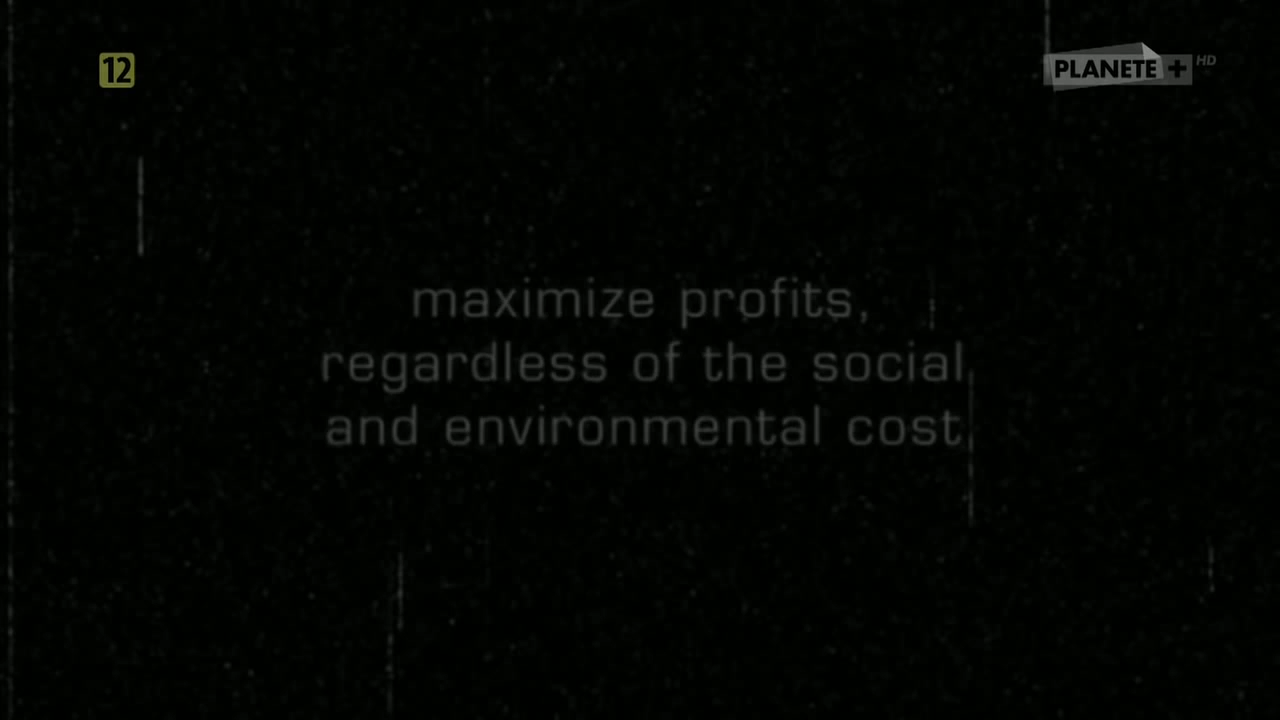 12
PLANETE+ HD
maximize profits,
regardless of the social
and environmental cost